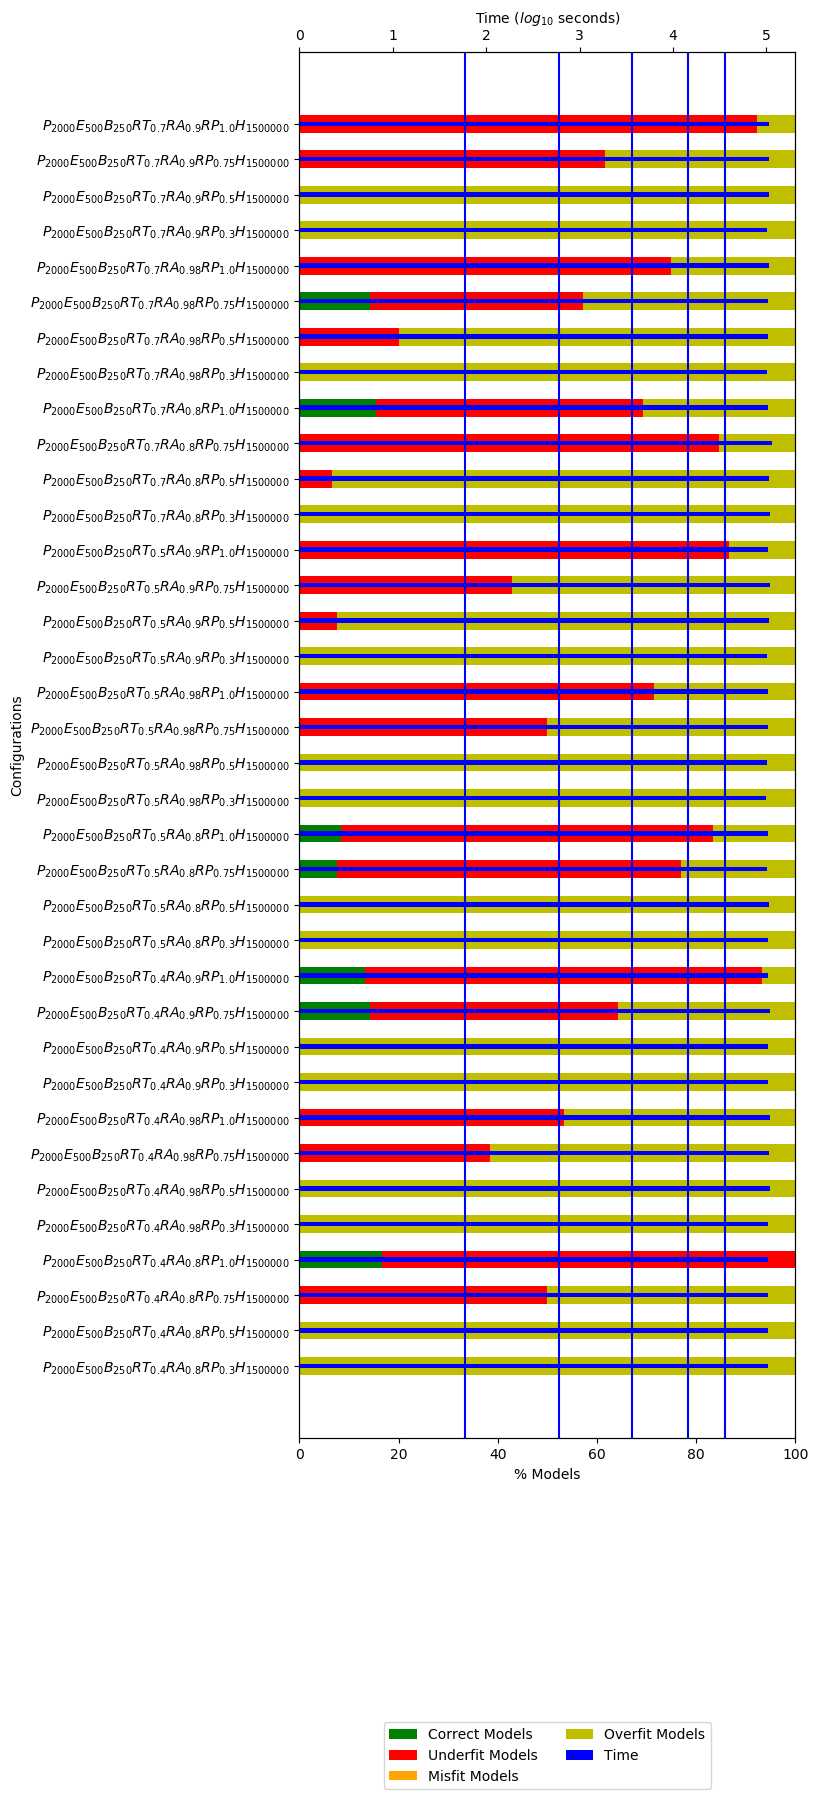 Time (log10 seconds)
0 1 2 3 4 5
P2000E500B250RT0.7RA0.9RP1.0H1500000
P2000E500B250RT0.7RA0.9RP0.75H1500000
P2000E500B250RT0.7RA0.9RP0.5H1500000
P2000E500B250RT0.7RA0.9RP0.3H1500000
P2000E500B250RT0.7RA0.98RP1.0H1500000
P2000E500B250RT0.7RA0.98RP0.75H1500000
P2000E500B250RT0.7RA0.98RP0.5H1500000
P2000E500B250RT0.7RA0.98RP0.3H1500000
P2000E500B250RT0.7RA0.8RP1.0H1500000
P2000E500B250RT0.7RA0.8RP0.75H1500000
P2000E500B250RT0.7RA0.8RP0.5H1500000
P2000E500B250RT0.7RA0.8RP0.3H1500000
P2000E500B250RT0.5RA0.9RP1.0H1500000
P2000E500B250RT0.5RA0.9RP0.75H1500000
P2000E500B250RT0.5RA0.9RP0.5H1500000
P2000E500B250RT0.5RA0.9RP0.3H1500000
P2000E500B250RT0.5RA0.98RP1.0H1500000
P2000E500B250RT0.5RA0.98RP0.75H1500000
P2000E500B250RT0.5RA0.98RP0.5H1500000
P2000E500B250RT0.5RA0.98RP0.3H1500000
P2000E500B250RT0.5RA0.8RP1.0H1500000
P2000E500B250RT0.5RA0.8RP0.75H1500000
P2000E500B250RT0.5RA0.8RP0.5H1500000
P2000E500B250RT0.5RA0.8RP0.3H1500000
P2000E500B250RT0.4RA0.9RP1.0H1500000
P2000E500B250RT0.4RA0.9RP0.75H1500000
P2000E500B250RT0.4RA0.9RP0.5H1500000
P2000E500B250RT0.4RA0.9RP0.3H1500000
P2000E500B250RT0.4RA0.98RP1.0H1500000
P2000E500B250RT0.4RA0.98RP0.75H1500000
P2000E500B250RT0.4RA0.98RP0.5H1500000
P2000E500B250RT0.4RA0.98RP0.3H1500000
P2000E500B250RT0.4RA0.8RP1.0H1500000
P2000E500B250RT0.4RA0.8RP0.75H1500000
P2000E500B250RT0.4RA0.8RP0.5H1500000
P2000E500B250RT0.4RA0.8RP0.3H1500000
Configurations
0 20 40 60 80 100
% Models
Correct Models
Underfit Models
Misfit Models
Overfit Models
Time